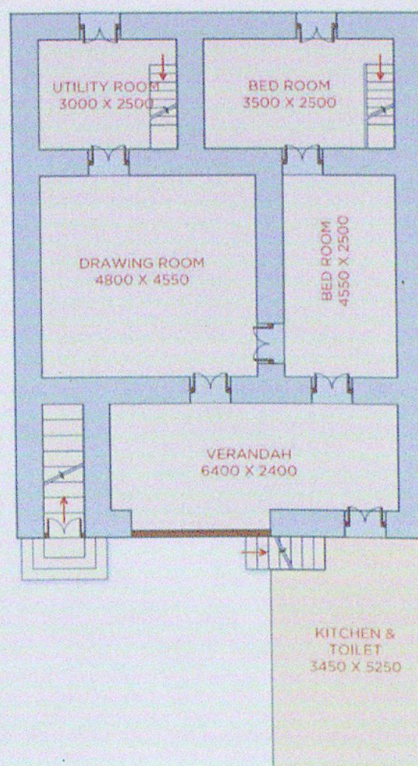 UTILITY ROOM
3000 X 2500
BED ROOM
3500 X 2500
DRAWING ROOM
4800 X 4550
BED ROOM
4550 X 2500
VERANDAH
6400 X 2400
KITCHEN &
TOILET
3450 X 5250